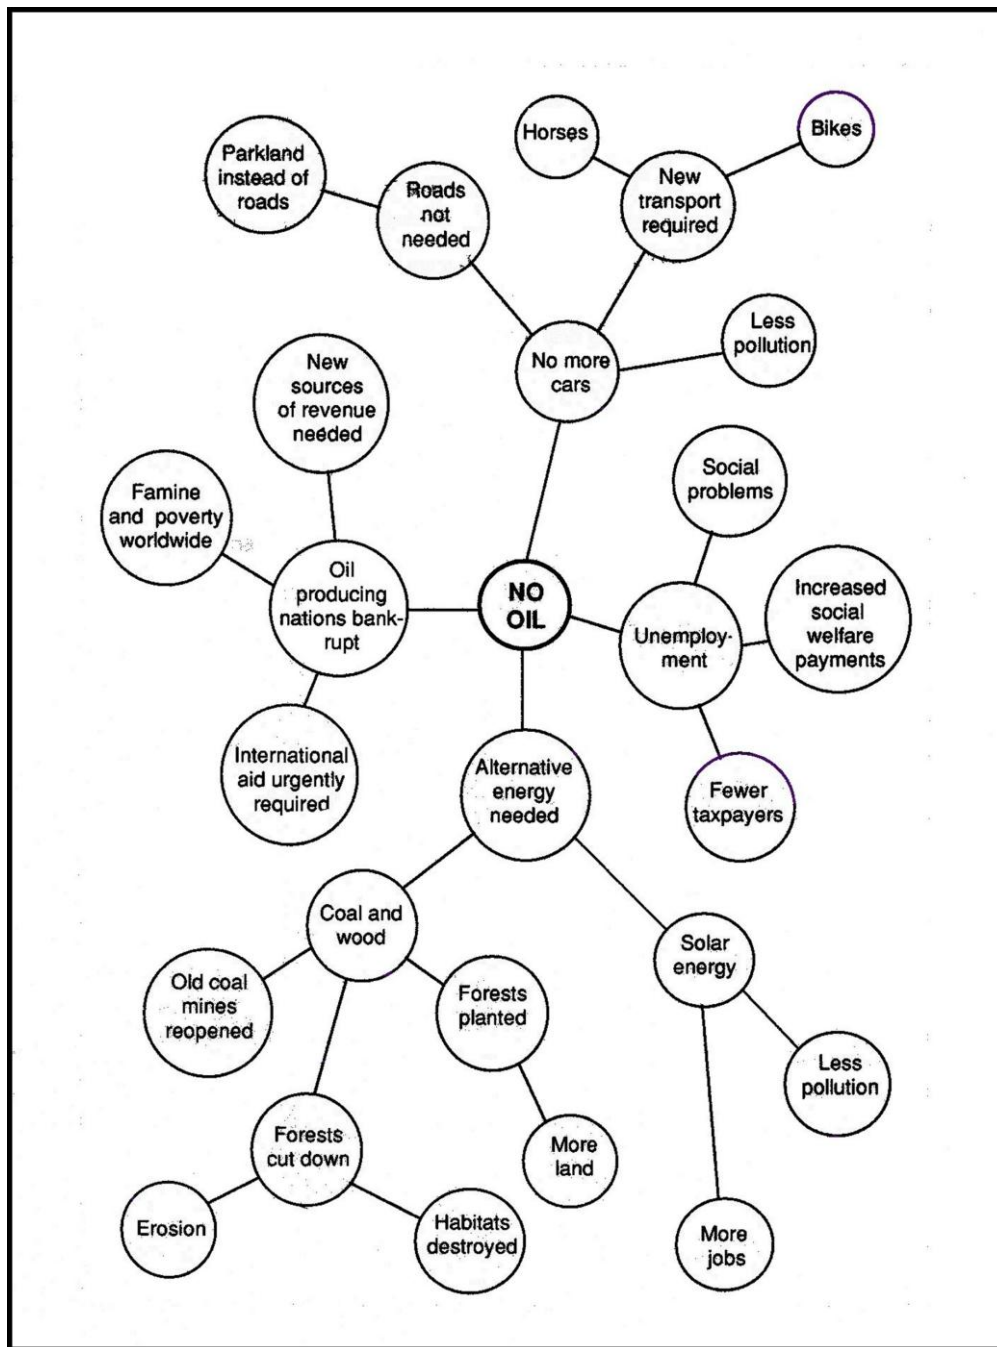 Horses
Bikes
Parkland
instead of
roads
Roads
not
needed
New
transport
required
Less
pollution
No more
cars
New
sources
of revenue
needed
Social
problems
Famine
and poverty
worldwide
Oil
producing
nations bank-
rupt
NO
OIL
Unemploy-
ment
Increased
social
welfare
payments
International
aid urgently
required
Alternative
energy
needed
Fewer
taxpayers
Coal and
wood
Solar
energy
Old coal
mines
reopened
Forests
planted
Less
pollution
Forests
cut down
More
land
Erosion
Habitats
destroyed
More
jobs